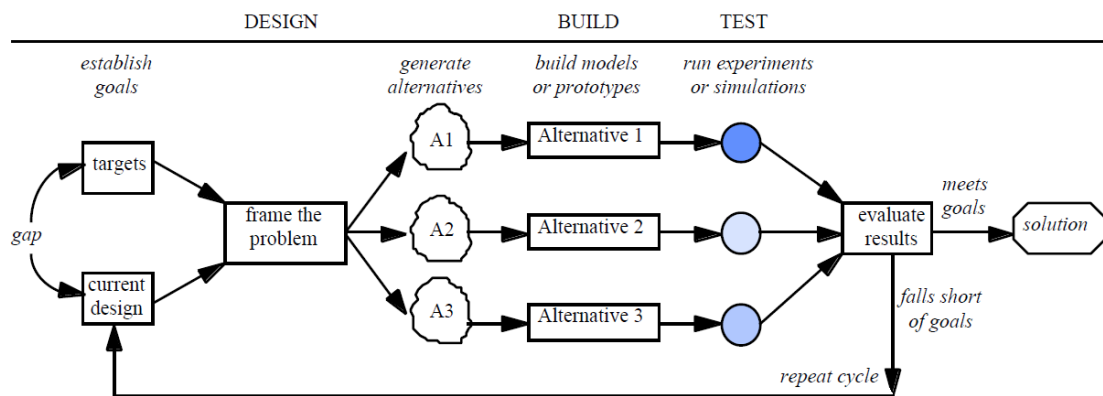 DESIGN
BUILD
TEST
establish
goals
generate
alternatives
build models
or prototypes
run experiments
or simulations
targets
gap
current
design
frame the
problem
A1
A2
A3
Alternative 1
Alternative 2
Alternative 3
evaluate
results
meets
goals
solution
falls short
of goals
repeat cycle